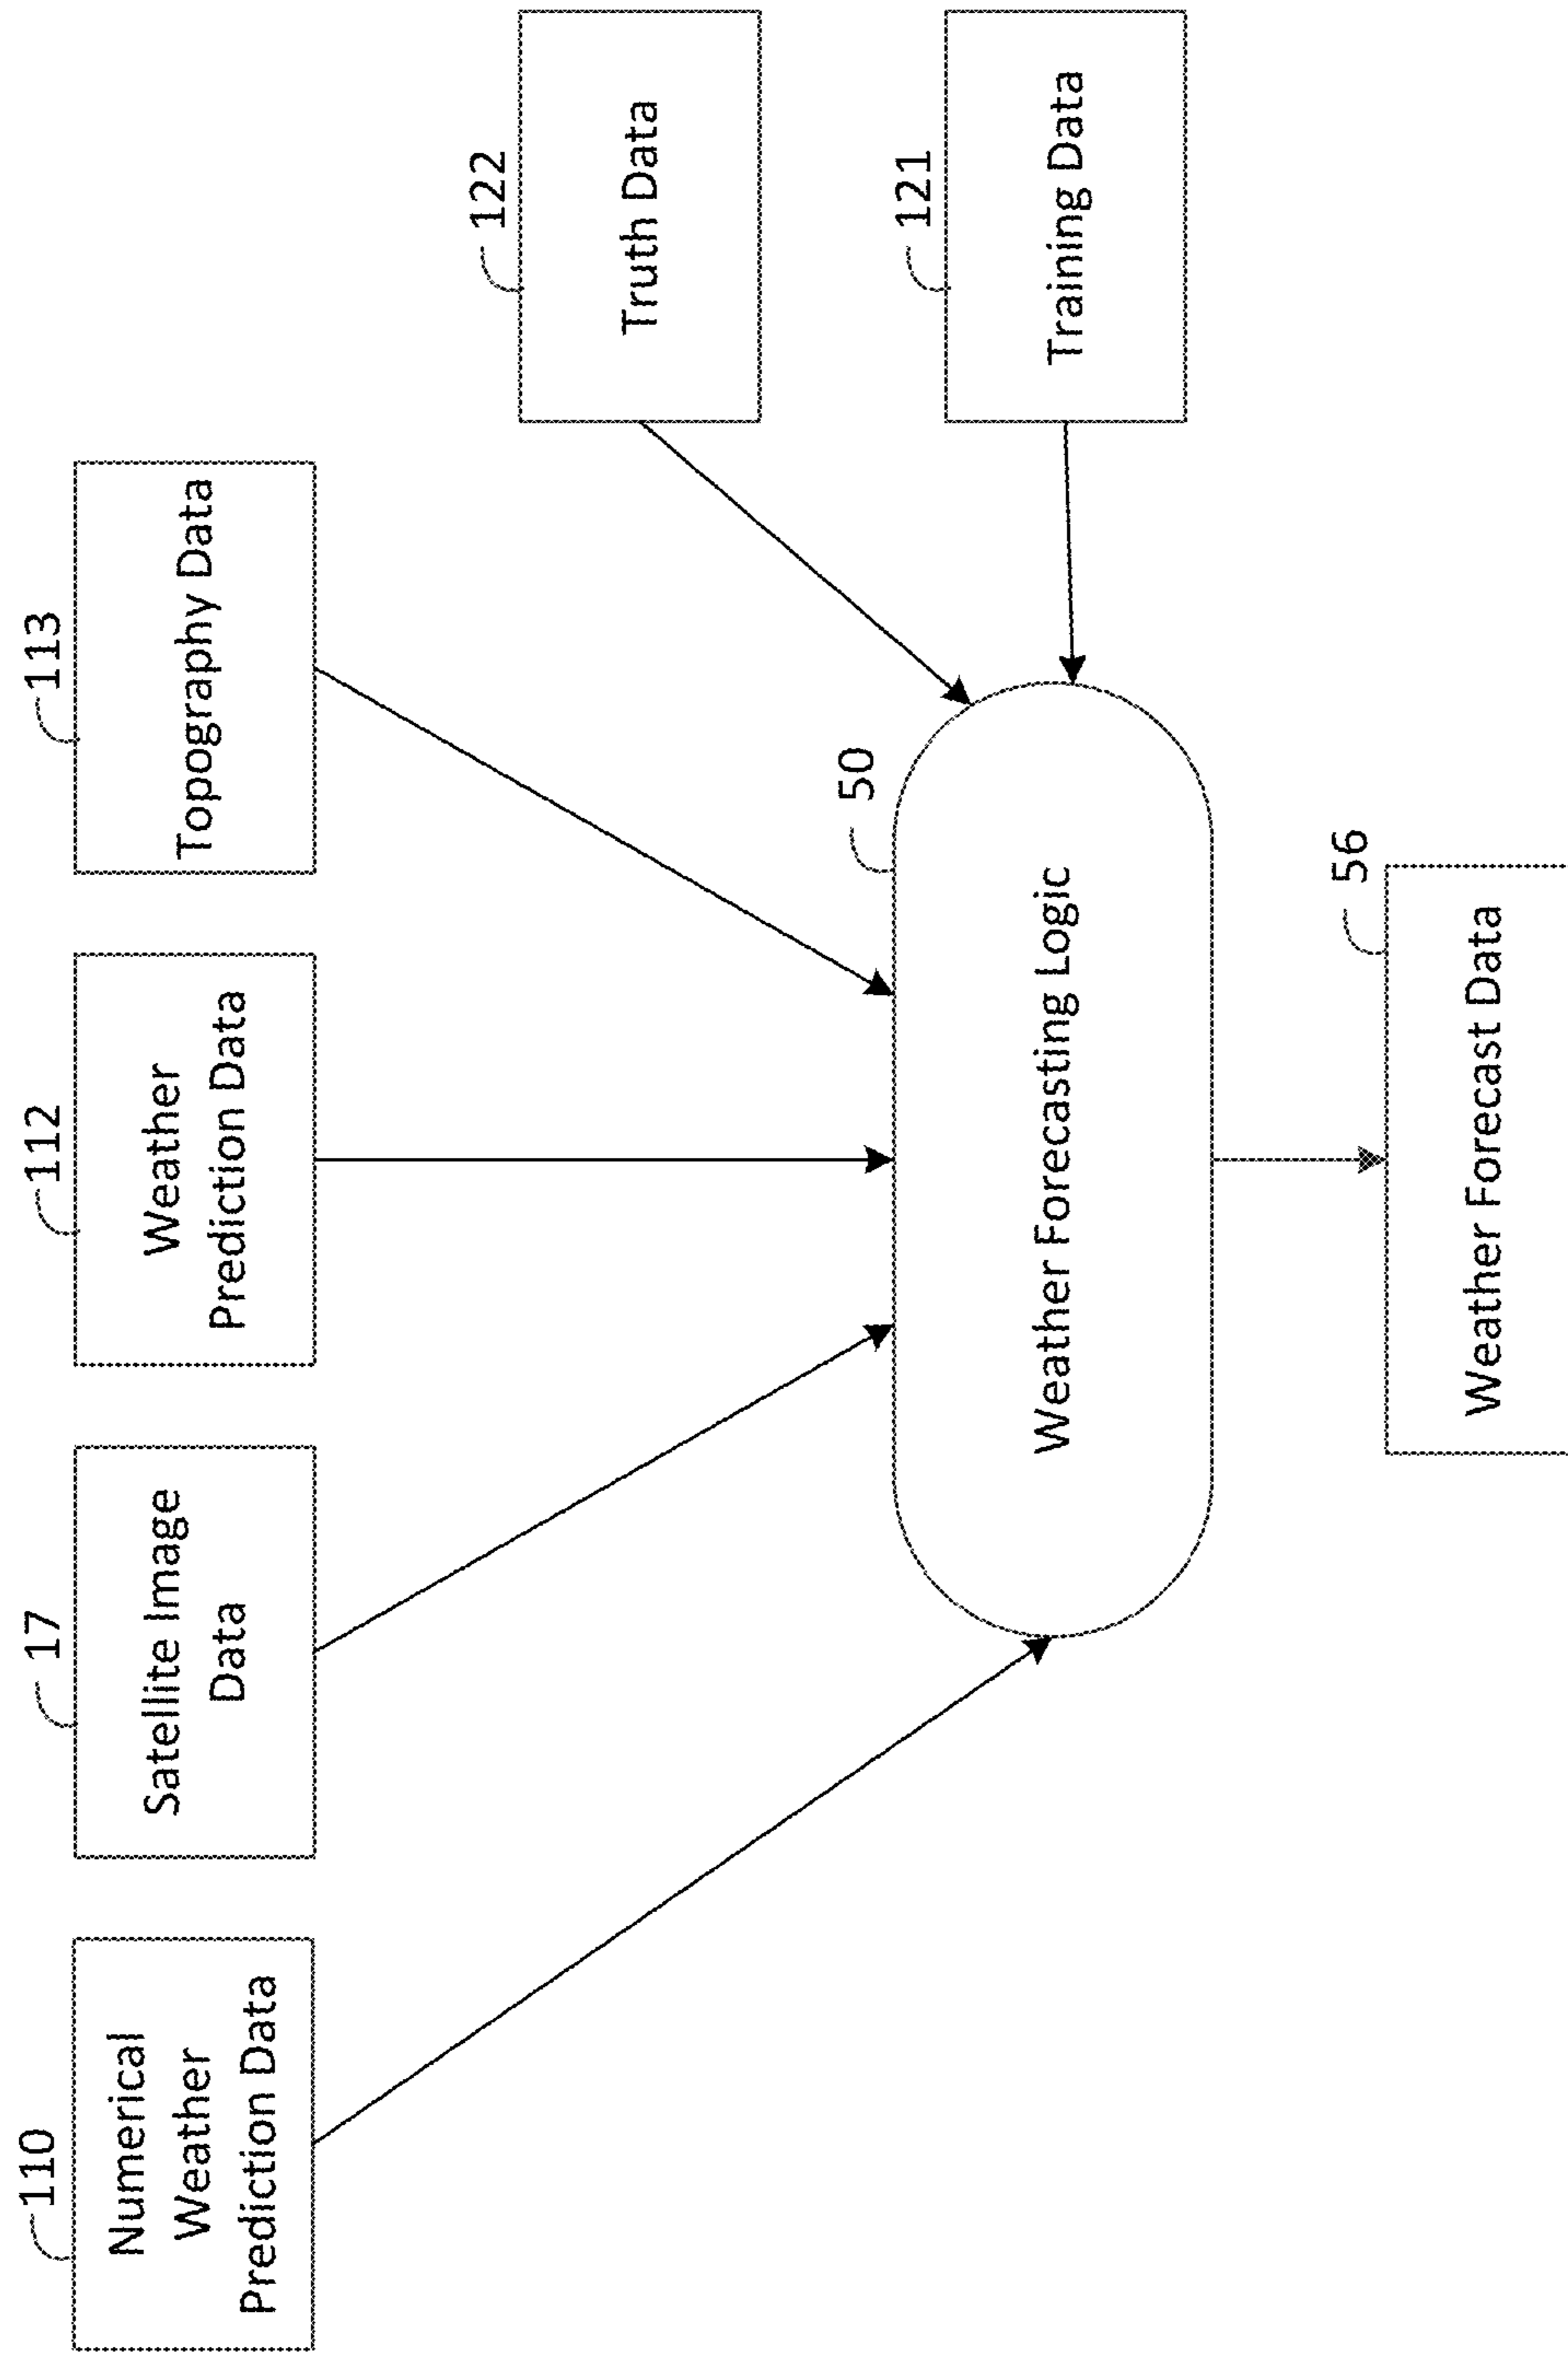 110
Numerical
Weather
Prediction Data
17
Satellite Image
Data
112
Weather
Prediction Data
113
Topography Data
122
Truth Data
121
Training Data
50
Weather Forecasting Logic
56
Weather Forecast Data